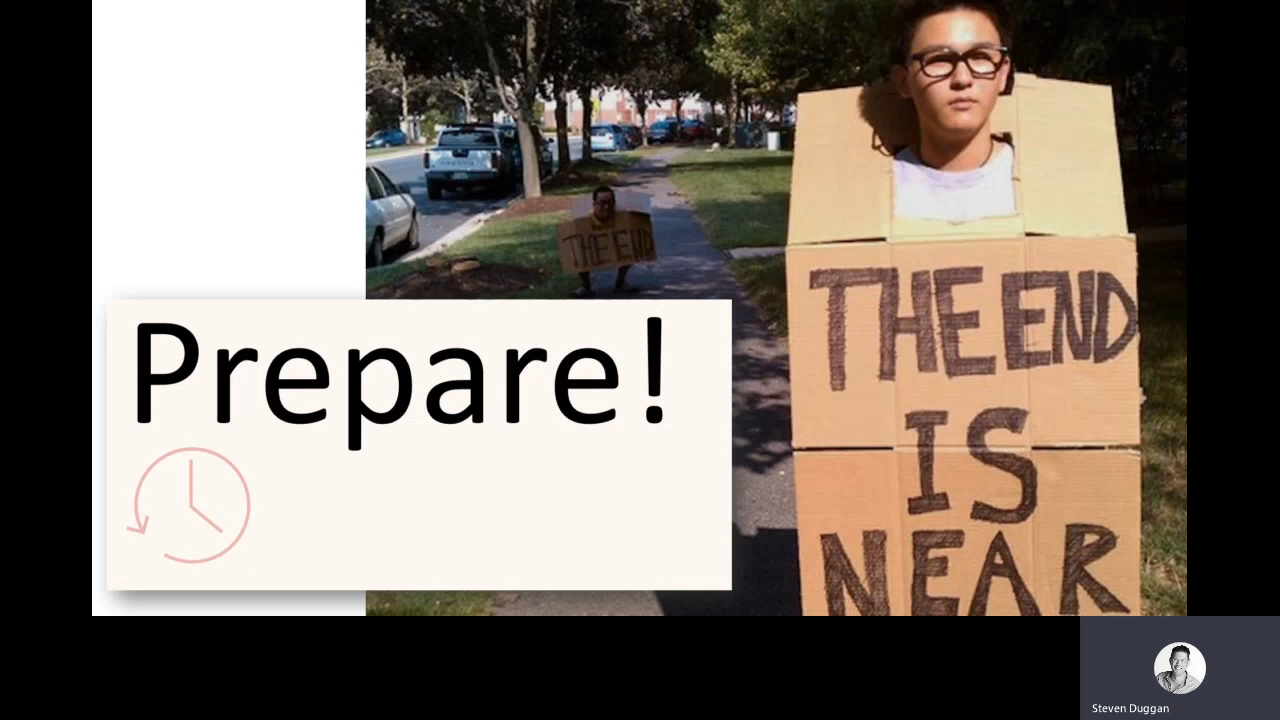 THE END
Prepare!
THE END
IS
NEAR
Steven Duggan